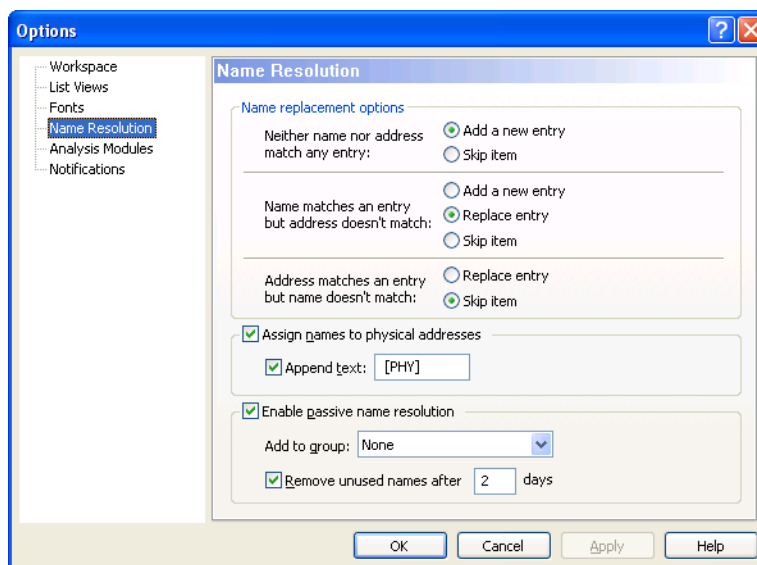 Options
Workspace
List Views
Fonts
Name Resolution
Analysis Modules
Notifications
Name Resolution
Name replacement options
Neither name nor address
match any entry:
Add a new entry
Skip item
Name matches an entry
but address doesn't match:
Add a new entry
Replace entry
Skip item
Address matches an entry
but name doesn't match:
Replace entry
Skip item
Assign names to physical addresses
Append text: [PHY]
Enable passive name resolution
Add to group: None
Remove unused names after 2 days
OK Cancel Apply Help